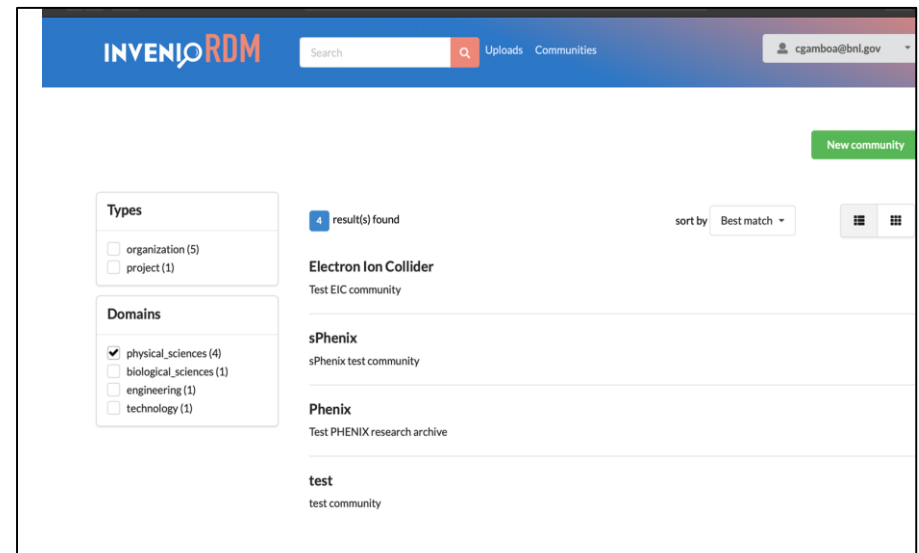 INVENIORDM
Search
Uploads Communities
cgamboa@bnl.gov
New community
Types
organization (5)
project (1)
Domains
physical_sciences (4)
biological_sciences (1)
engineering (1)
technology (1)
4 result(s) found
sort by Best match
Electron Ion Collider
Test EIC community
sPhenix
sPhenix test community
Phenix
Test PHENIX research archive
test
test community